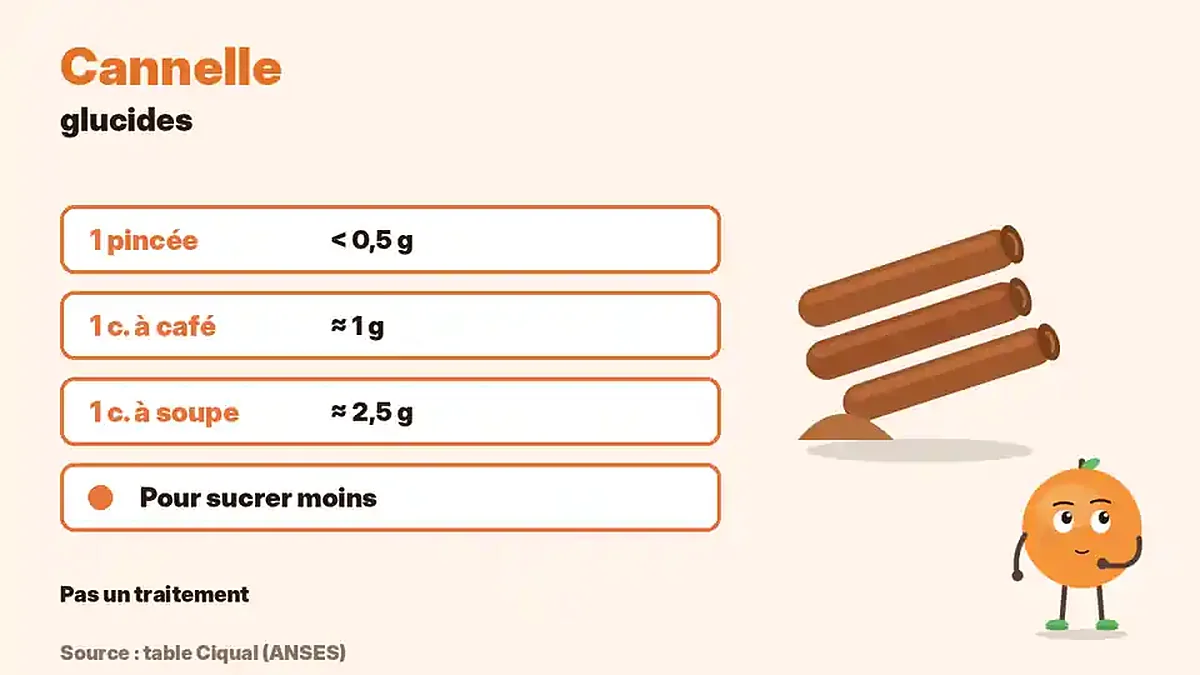 Cannelle
glucides
1 pincée < 0,5 g
1 c. à café ≈ 1 g
1 c. à soupe ≈ 2,5 g
Pour sucrer moins
Pas un traitement
Source : table Ciqual (ANSES)